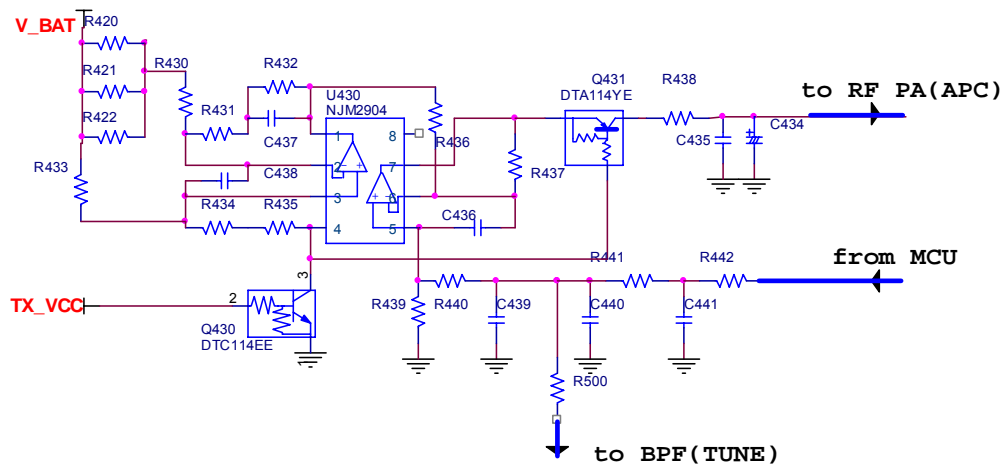 R420
V_BAT
R421
R430
R422
R432
R431
U430
NJM2904
C437
1
8
R436
Q431
DTA114YE
R438
to RF PA(APC)
C435
C434
R433
C438
2
7
3
6
R437
R434
R435
4
5
C436
from MCU
R441
R442
3
TX_VCC
2
Q430
DTC114EE
1
R439
R440
C439
C440
C441
R500
to BPF(TUNE)